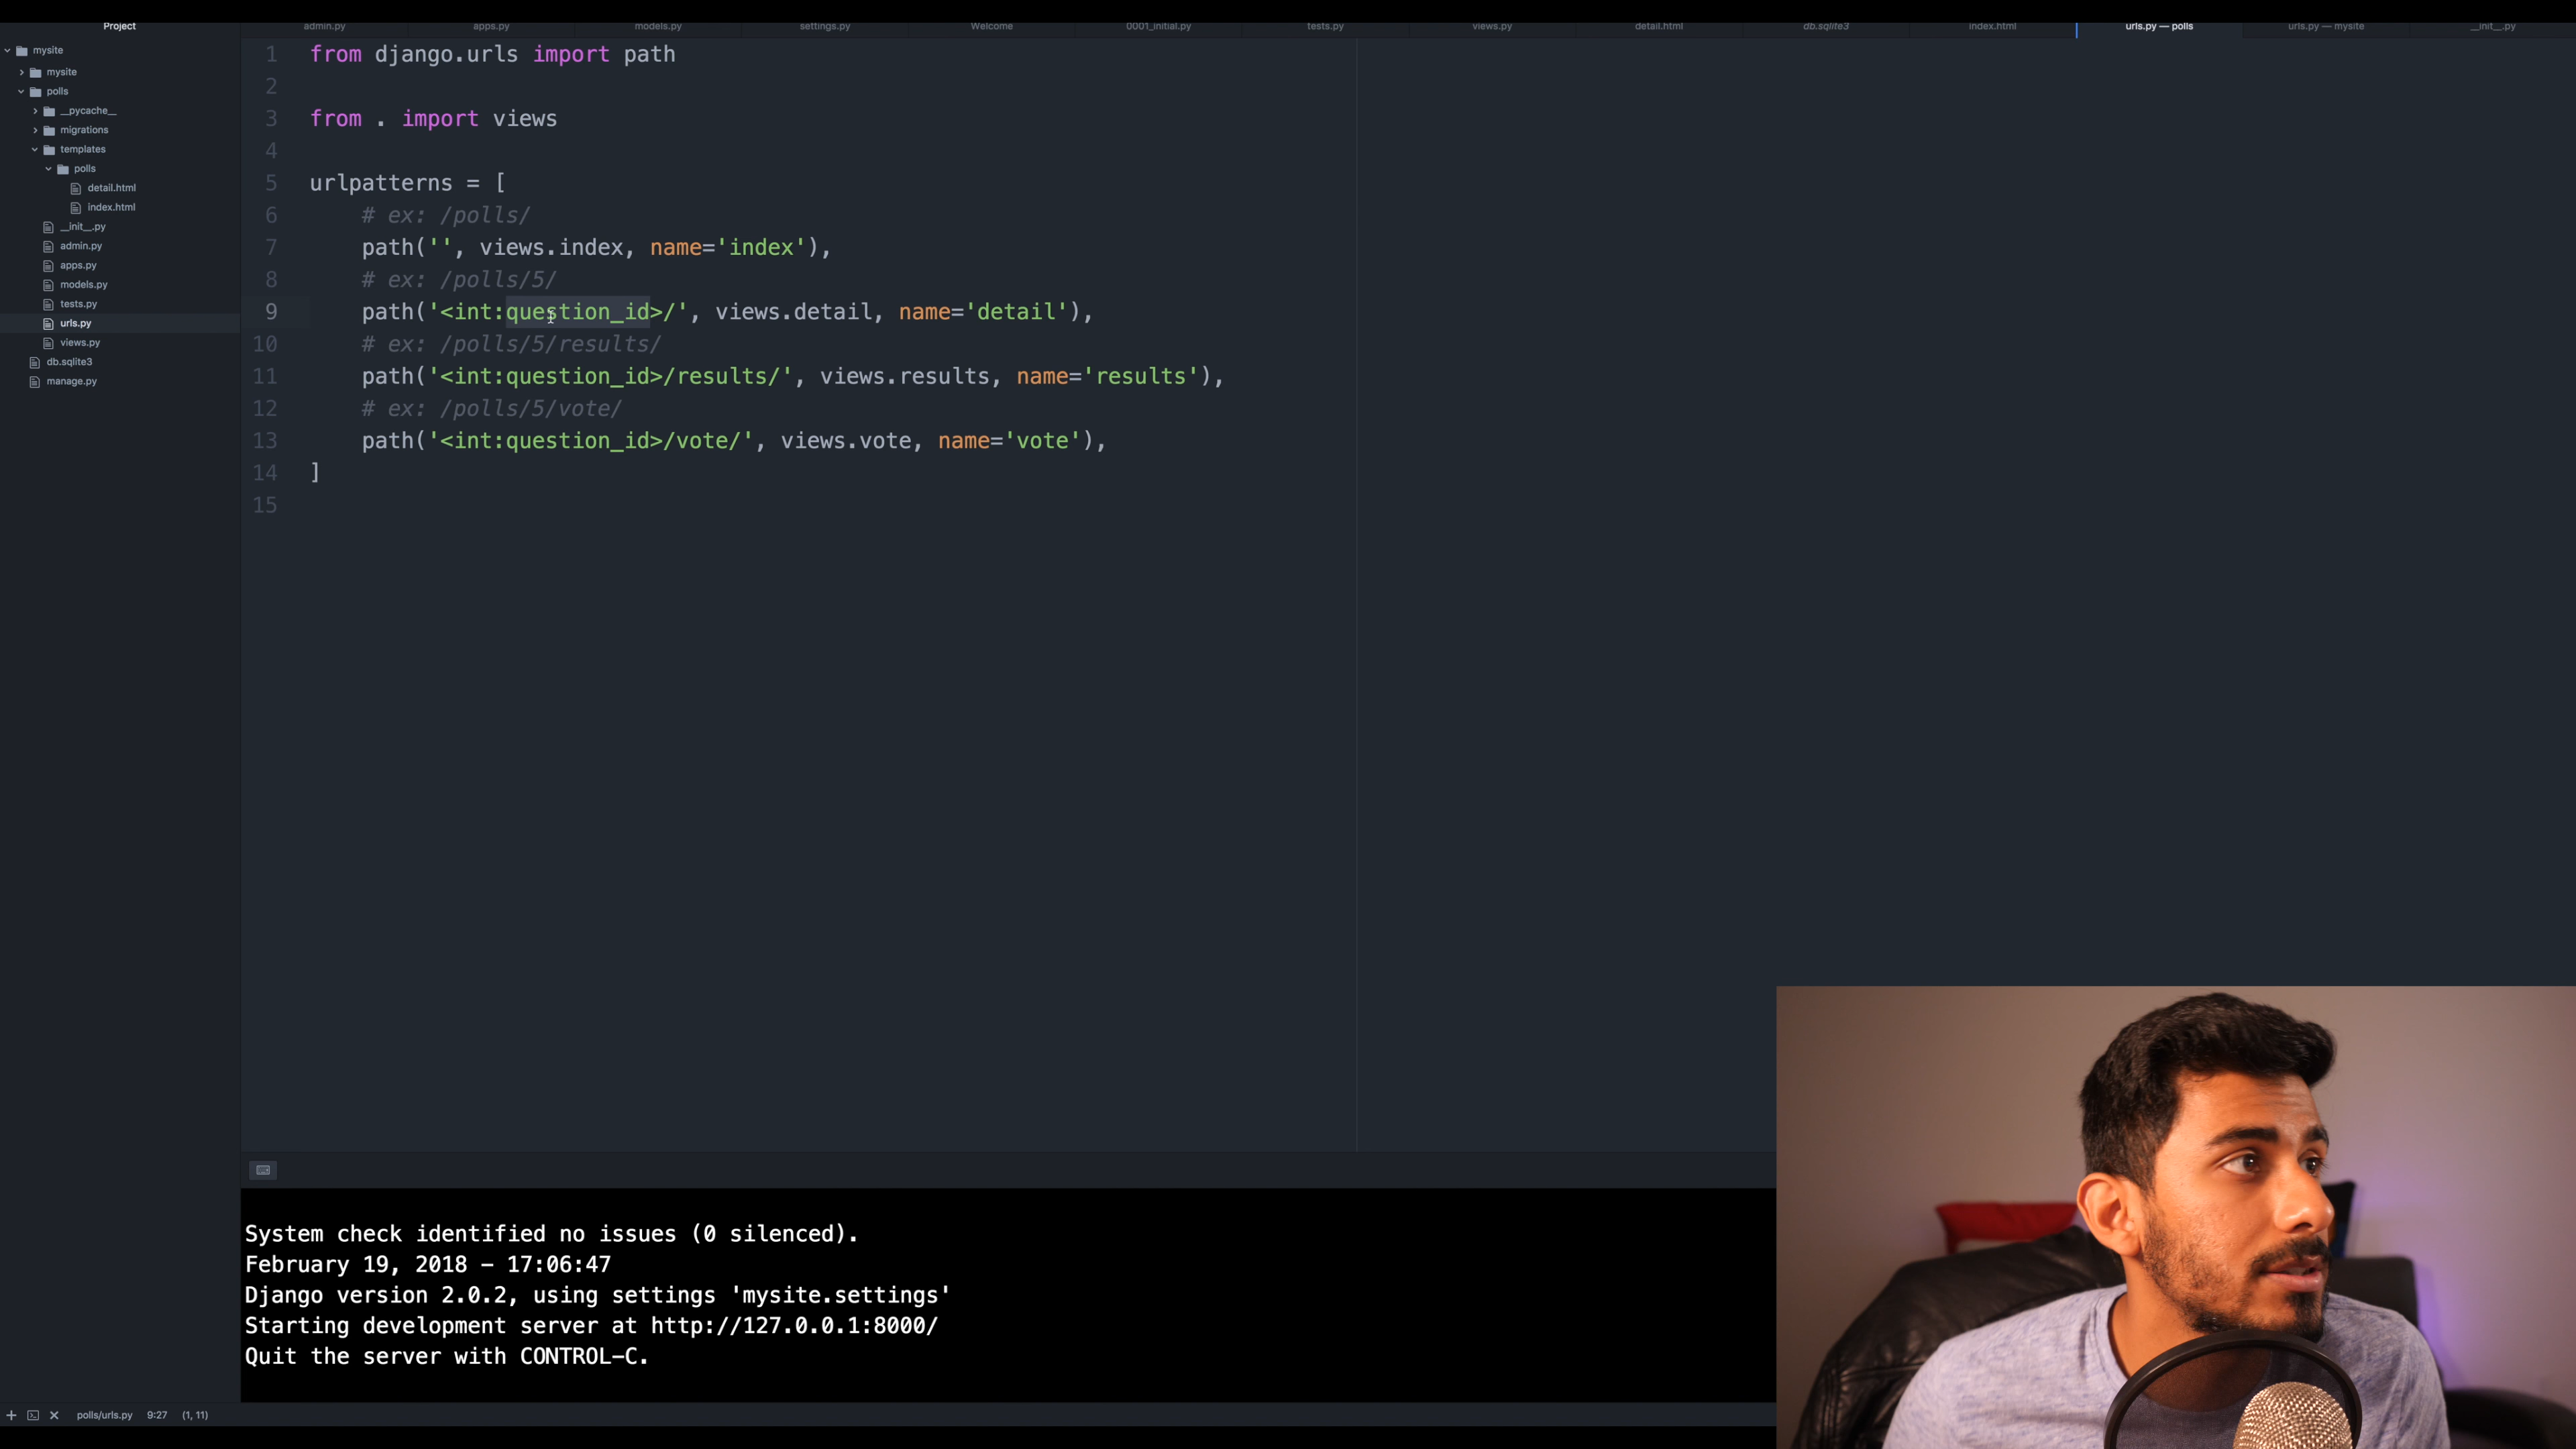 Project
admin.py
apps.py
models.py
settings.py
Welcome
0001_initial.py
tests.py
views.py
detail.html
db.sqlite3
index.html
urls.py — polls
urls.py — mysite
__init__.py
mysite
mysite
polls
__pycache__
migrations
templates
polls
detail.html
index.html
__init__.py
admin.py
apps.py
models.py
tests.py
urls.py
views.py
db.sqlite3
manage.py
1 from django.urls import path
2
3 from . import views
4
5 urlpatterns = [
6 # ex: /polls/
7 path('', views.index, name='index'),
8 # ex: /polls/5/
9 path('<int:question_id>/', views.detail, name='detail'),
10 # ex: /polls/5/results/
11 path('<int:question_id>/results/', views.results, name='results'),
12 # ex: /polls/5/vote/
13 path('<int:question_id>/vote/', views.vote, name='vote'),
14 ]
15
System check identified no issues (0 silenced).
February 19, 2018 - 17:06:47
Django version 2.0.2, using settings 'mysite.settings'
Starting development server at http://127.0.0.1:8000/
Quit the server with CONTROL-C.
polls/urls.py 9:27 (1, 11)